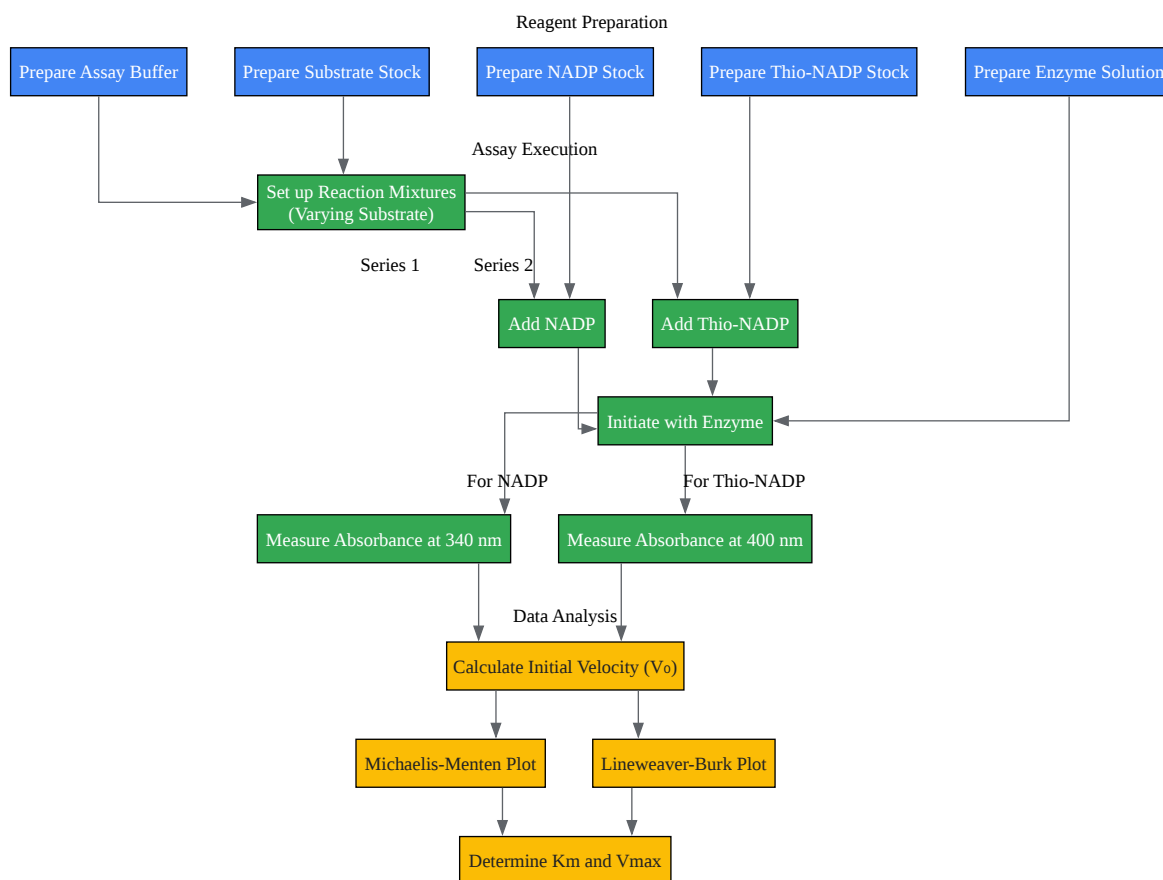 Reagent Preparation
Prepare Assay Buffer
Prepare Substrate Stock
Prepare NADP Stock
Prepare Thio-NADP Stock
Prepare Enzyme Solution
Assay Execution
Set up Reaction Mixtures
(Varying Substrate)
Series 1
Series 2
Add NADP
Add Thio-NADP
Initiate with Enzyme
For NADP
For Thio-NADP
Measure Absorbance at 340 nm
Measure Absorbance at 400 nm
Data Analysis
Calculate Initial Velocity (V₀)
Michaelis-Menten Plot
Lineweaver-Burk Plot
Determine Km and Vmax